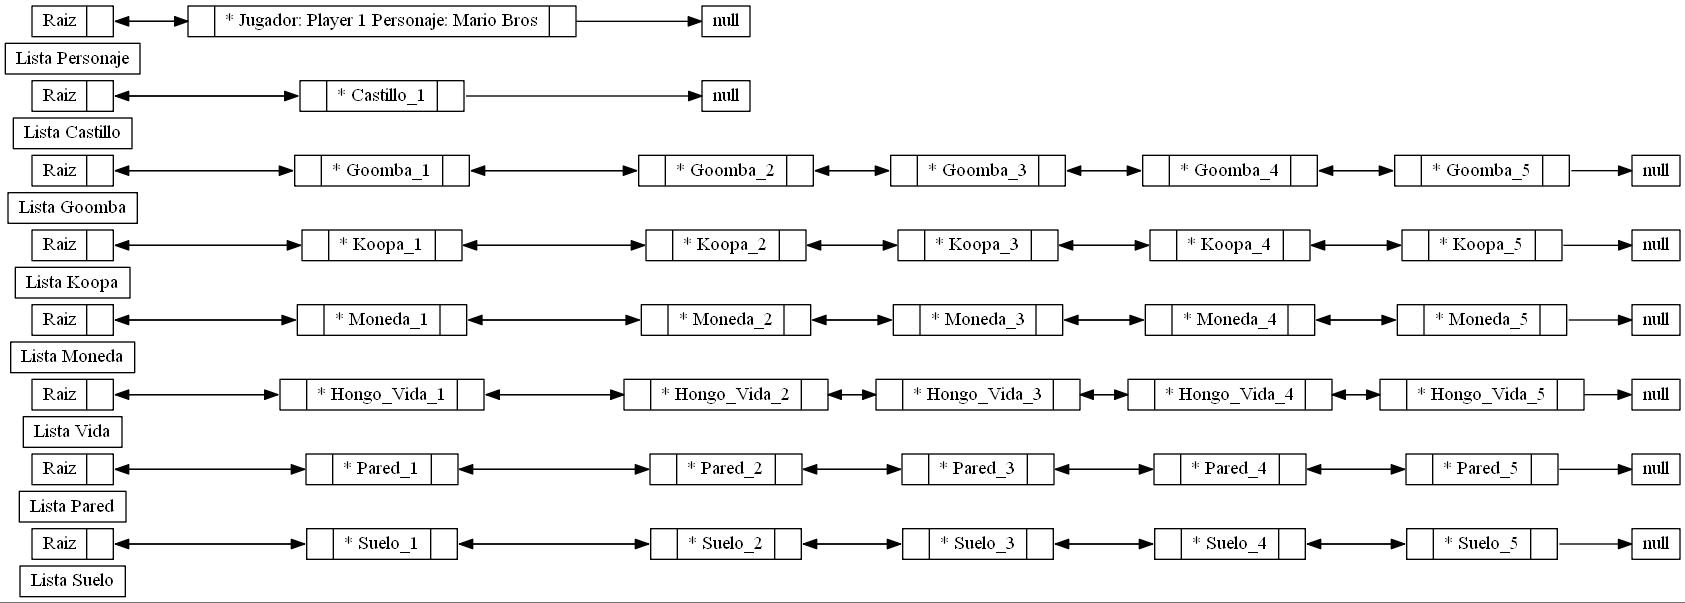 Raiz * Jugador: Player 1 Personaje: Mario Bros null
Lista Personaje
Raiz * Castillo_1 null
Lista Castillo
Raiz * Goomba_1 * Goomba_2 * Goomba_3 * Goomba_4 * Goomba_5 null
Lista Goomba
Raiz * Koopa_1 * Koopa_2 * Koopa_3 * Koopa_4 * Koopa_5 null
Lista Koopa
Raiz * Moneda_1 * Moneda_2 * Moneda_3 * Moneda_4 * Moneda_5 null
Lista Moneda
Raiz * Hongo_Vida_1 * Hongo_Vida_2 * Hongo_Vida_3 * Hongo_Vida_4 * Hongo_Vida_5 null
Lista Vida
Raiz * Pared_1 * Pared_2 * Pared_3 * Pared_4 * Pared_5 null
Lista Pared
Raiz * Suelo_1 * Suelo_2 * Suelo_3 * Suelo_4 * Suelo_5 null
Lista Suelo